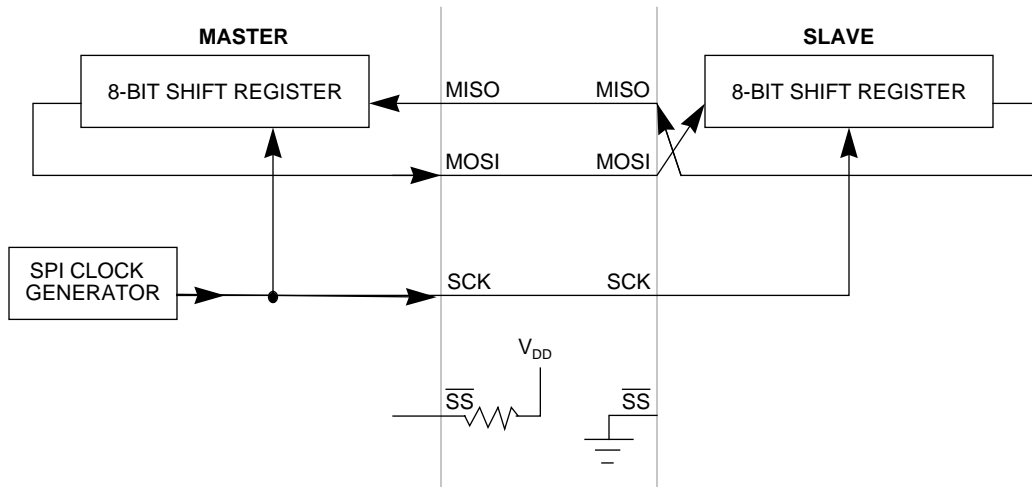 MASTER
SLAVE
8-BIT SHIFT REGISTER
MISO
MISO
8-BIT SHIFT REGISTER
MOSI
MOSI
SPI CLOCK
GENERATOR
SCK
SCK
VDD
SS
SS